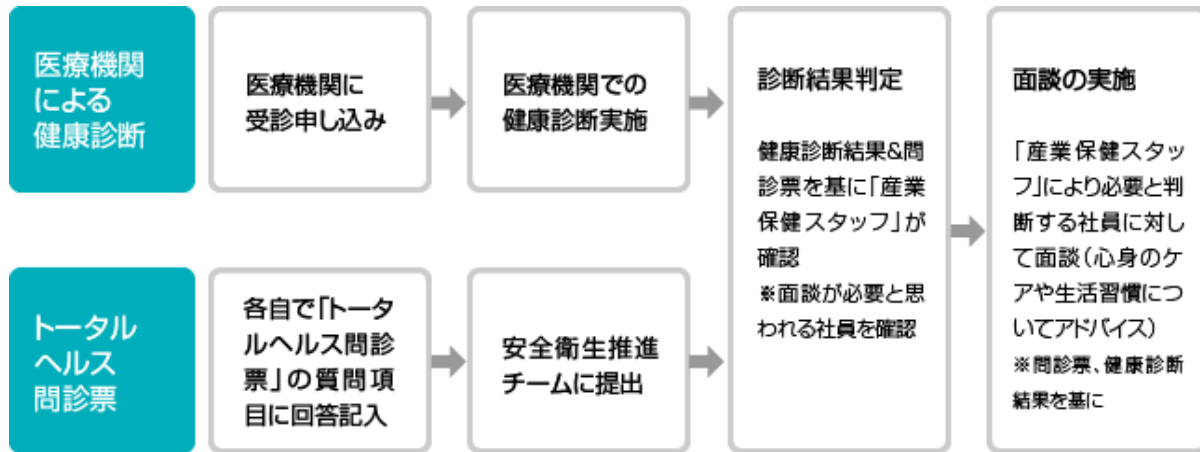 医療機関
による
健康診断
医療機関に
受診申し込み
医療機関での
健康診断実施
トータル
ヘルス
問診票
各自で「トータ
ルヘルス問診
票」の質問項
目に回答記入
安全衛生推進
チームに提出
診断結果判定
健康診断結果&問
診票を基に「産業
保健スタッフ」が
確認
※面談が必要と思
われる社員を確認
面談の実施
「産業保健スタッ
フ」により必要と判
断する社員に対し
て面談(心身のケ
アや生活習慣につ
いてアドバイス)
※問診票、健康診断
結果を基に